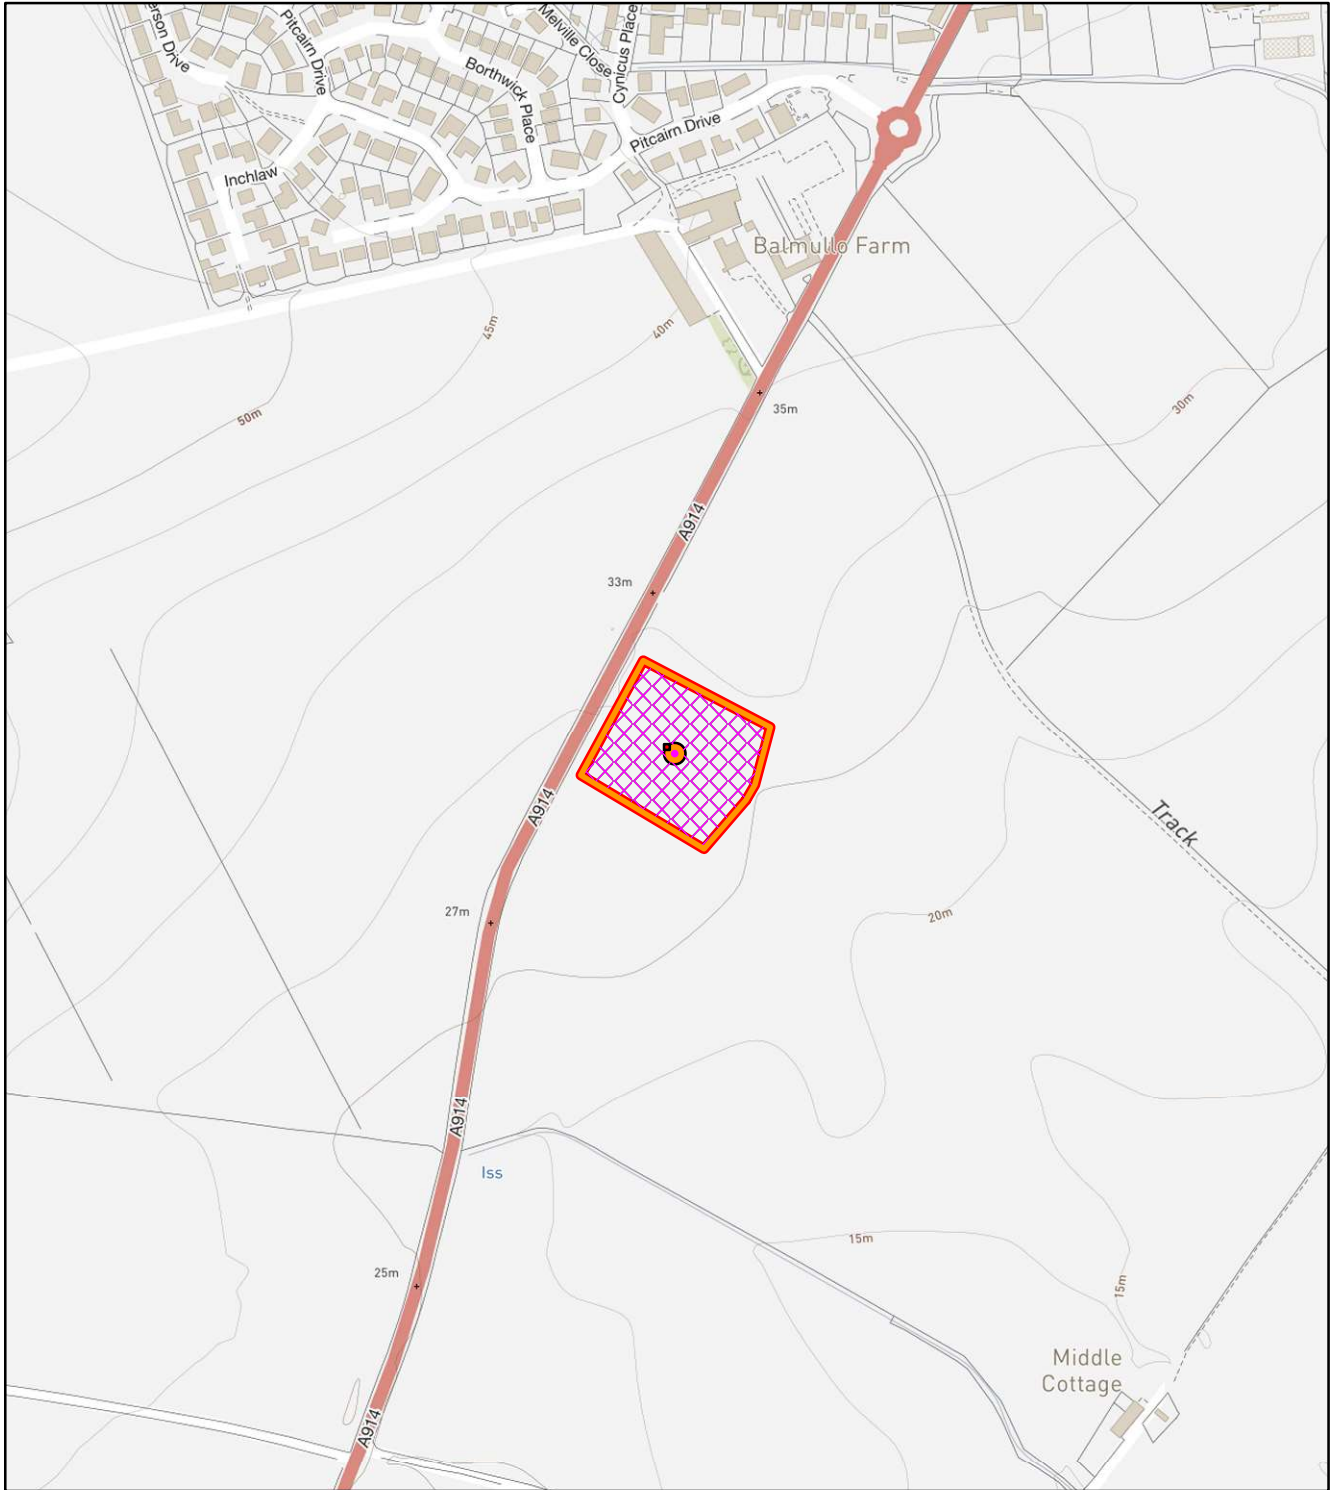 erson Drive
Pitcairn Drive
Melville Close
Cynicus Place
Borthwick Place
Pitcairn Drive
Inchlaw
Balmullo Farm
45m
40m
50m
35m
30m
A914
33m
A914
Track
27m
20m
A914
Iss
15m
25m
15m
Middle
Cottage
A914